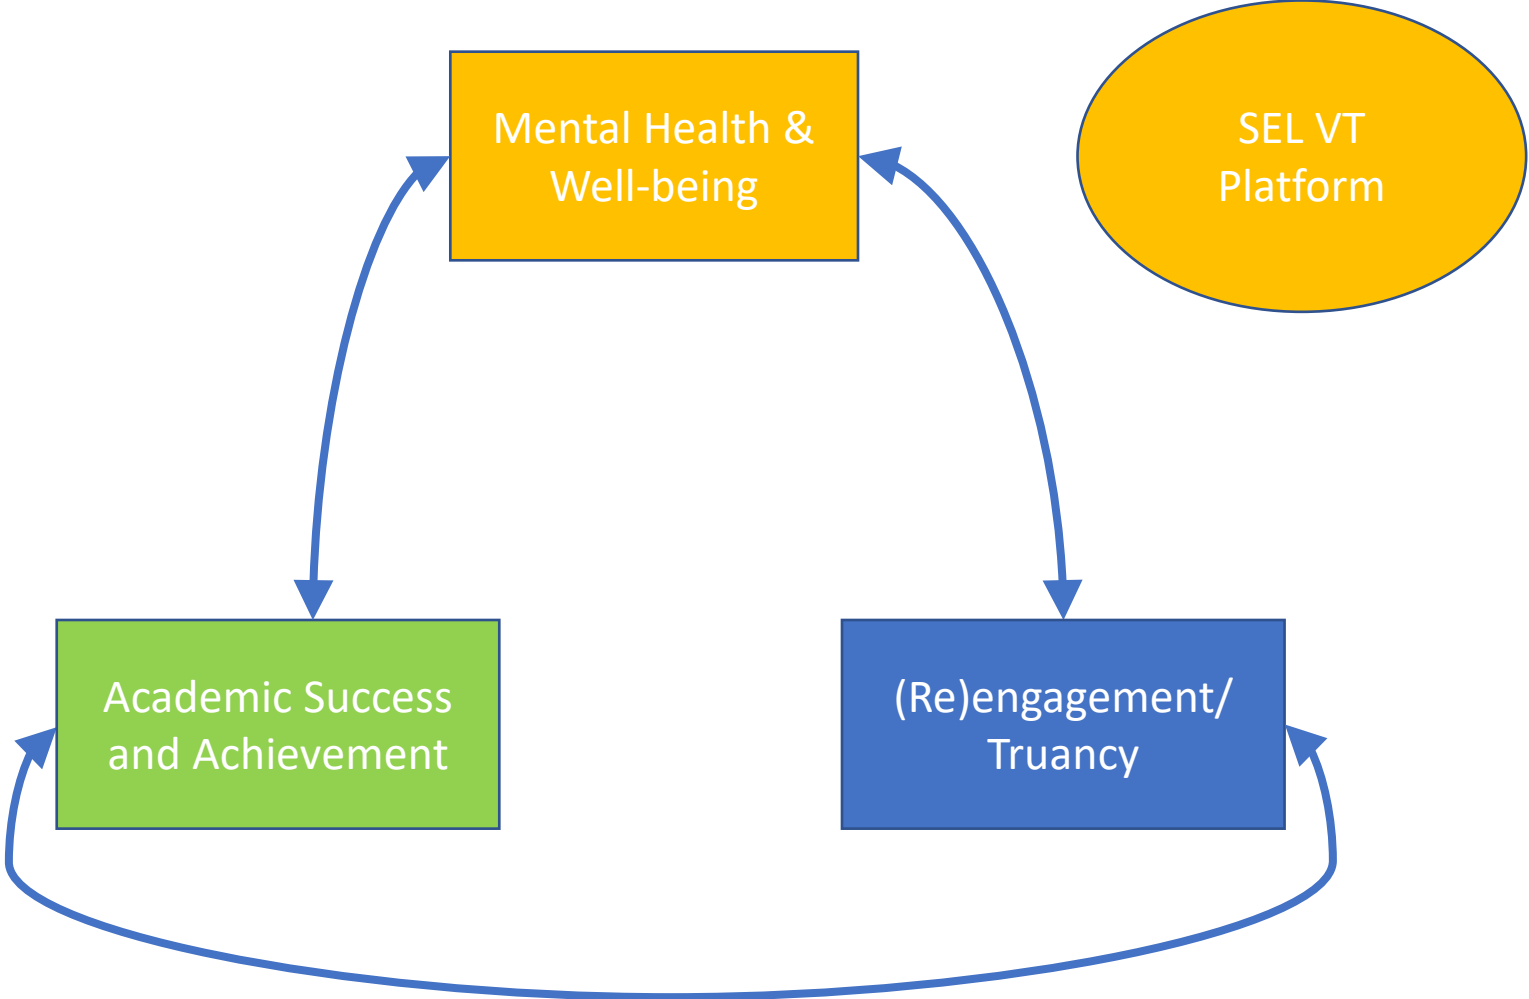 Mental Health &
Well-being
SEL VT
Platform
Academic Success
and Achievement
(Re)engagement/
Truancy